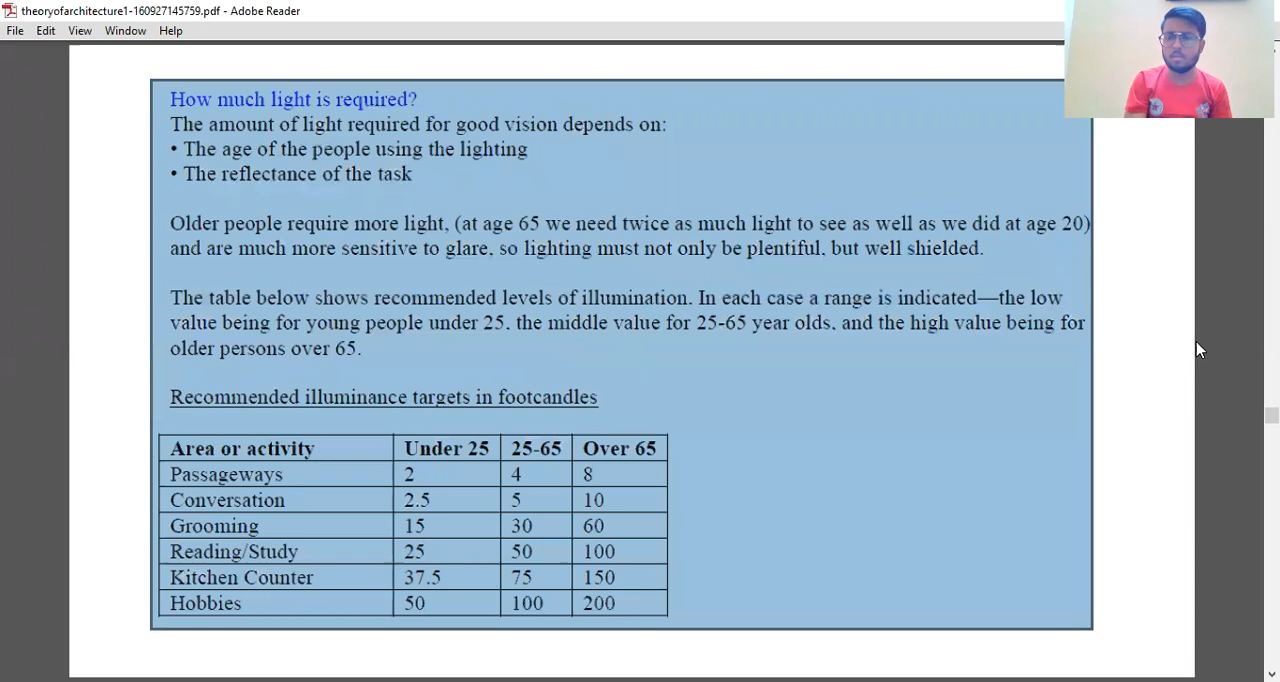 theoryofarchitecture1-160927145759.pdf - Adobe Reader
File Edit View Window Help
How much light is required?
The amount of light required for good vision depends on:
• The age of the people using the lighting
• The reflectance of the task
Older people require more light, (at age 65 we need twice as much light to see as well as we did at age 20)
and are much more sensitive to glare, so lighting must not only be plentiful, but well shielded.
The table below shows recommended levels of illumination. In each case a range is indicated—the low
value being for young people under 25, the middle value for 25-65 year olds, and the high value being for
older persons over 65.
Recommended illuminance targets in footcandles
Area or activity Under 25 25-65 Over 65
Passageways 2 4 8
Conversation 2.5 5 10
Grooming 15 30 60
Reading/Study 25 50 100
Kitchen Counter 37.5 75 150
Hobbies 50 100 200